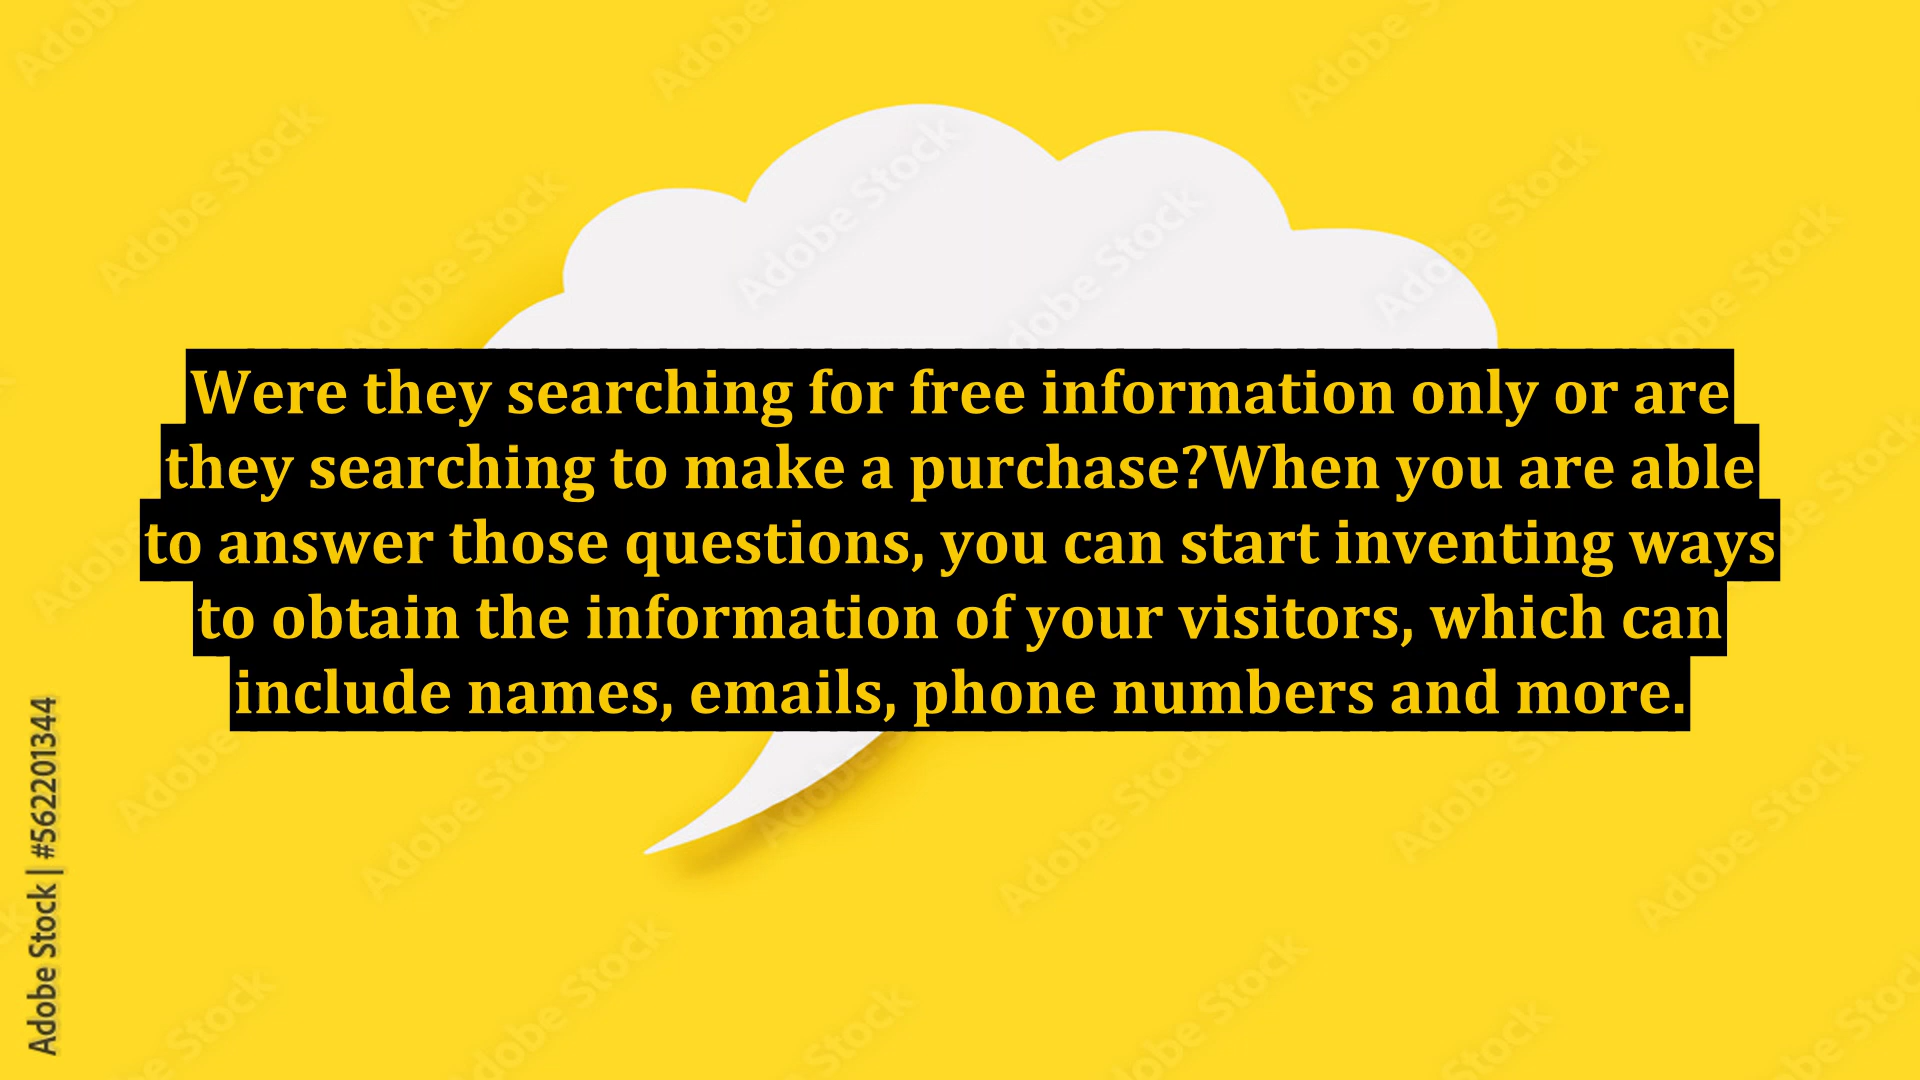 Were they searching for free information only or are
they searching to make a purchase?When you are able
to answer those questions, you can start inventing ways
to obtain the information of your visitors, which can
include names, emails, phone numbers and more.
Adobe Stock | #562201344